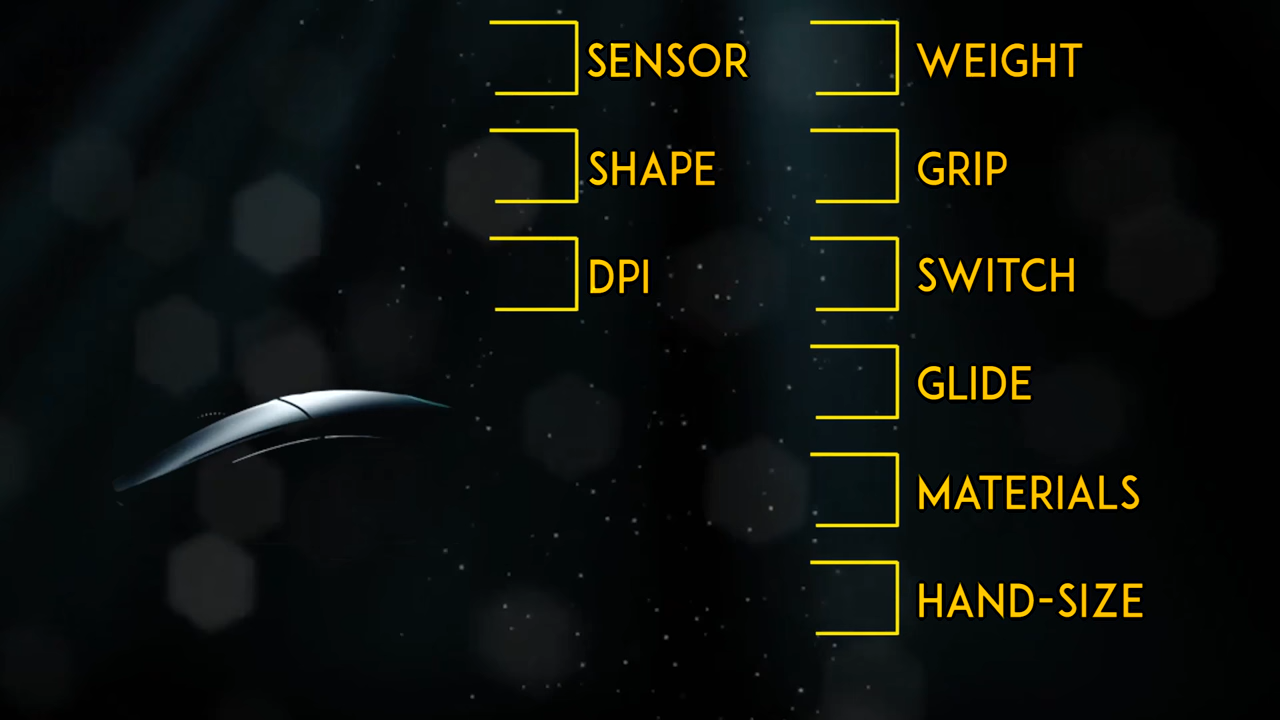 SENSOR
SHAPE
DPI
WEIGHT
GRIP
SWITCH
GLIDE
MATERIALS
HAND-SIZE